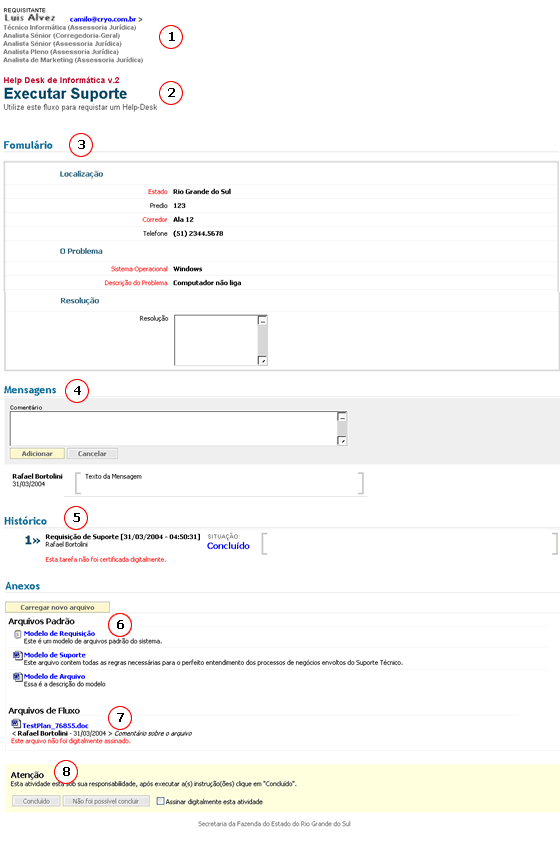 REQUISITANTE
Luis Alvez camilo@cryo.com.br >
Técnico Informática (Assessoria Jurídica)
Analista Sênior (Corregedoria-Geral)
1
Analista Sênior (Assessoria Jurídica)
Analista Pleno (Assessoria Jurídica)
Analista de Marketing (Assessoria Jurídica)
Help Desk de Informática v.2
Executar Suporte 2
Utilize este fluxo para requistar um Help-Desk
Fomulário 3
Localização
Estado Rio Grande do Sul
Predio 123
Corredor Ala 12
Telefone (51) 2344.5678
O Problema
Sistema Operacional Windows
Descrição do Problema Computador não liga
Resolução
Resolução
Mensagens 4
Comentário
Adicionar Cancelar
Rafael Bortolini Texto da Mensagem
31/03/2004
Histórico 5
1» Requisição de Suporte [31/03/2004 - 04:50:31] SITUAÇÃO:
Rafael Bortolini Concluído
Esta tarefa não foi certificada digitalmente.
Anexos
Carregar novo arquivo
Arquivos Padrão 6
Modelo de Requisição
Este é um modelo de arquivos padrão do sistema.
Modelo de Suporte
Este arquivo contem todas as regras necessárias para o perfeito entendimento dos processos de negócios envoltos do Suporte Técnico.
Modelo de Arquivo
Essa é a descrição do modelo
Arquivos de Fluxo 7
TestPlan_76855.doc
< Rafael Bortolini - 31/03/2004 > Comentário sobre o arquivo
Este arquivo não foi digitalmente assinado.
Atenção 8
Esta atividade está sob sua responsabilidade, após executar a(s) instrução(ões) clique em "Concluído".
Concluído Não foi possível concluir Assinar digitalmente esta atividade
Secretaria da Fazenda do Estado do Rio Grande do Sul